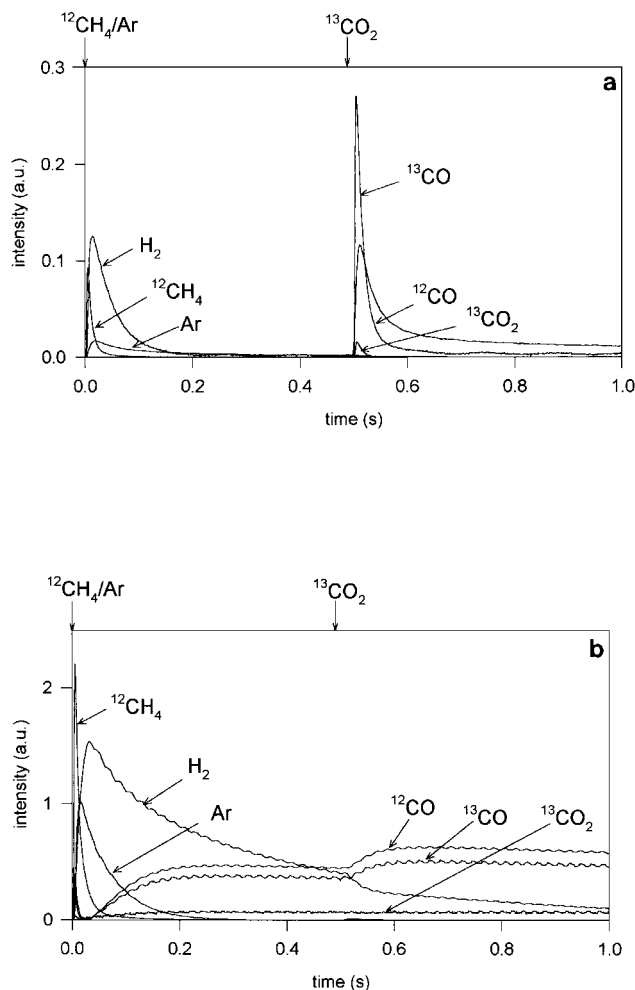 ¹²CH₄/Ar ¹³CO₂
0.3 a
¹³CO
0.2
intensity (a.u.)
H₂
0.1 ¹²CH₄ ¹²CO
Ar ¹³CO₂
0.0
0.0 0.2 0.4 0.6 0.8 1.0
time (s)
¹²CH₄/Ar ¹³CO₂
b
2 ¹²CH₄
H₂
intensity (a.u.)
Ar ¹²CO ¹³CO ¹³CO₂
1
0
0.0 0.2 0.4 0.6 0.8 1.0
time (s)